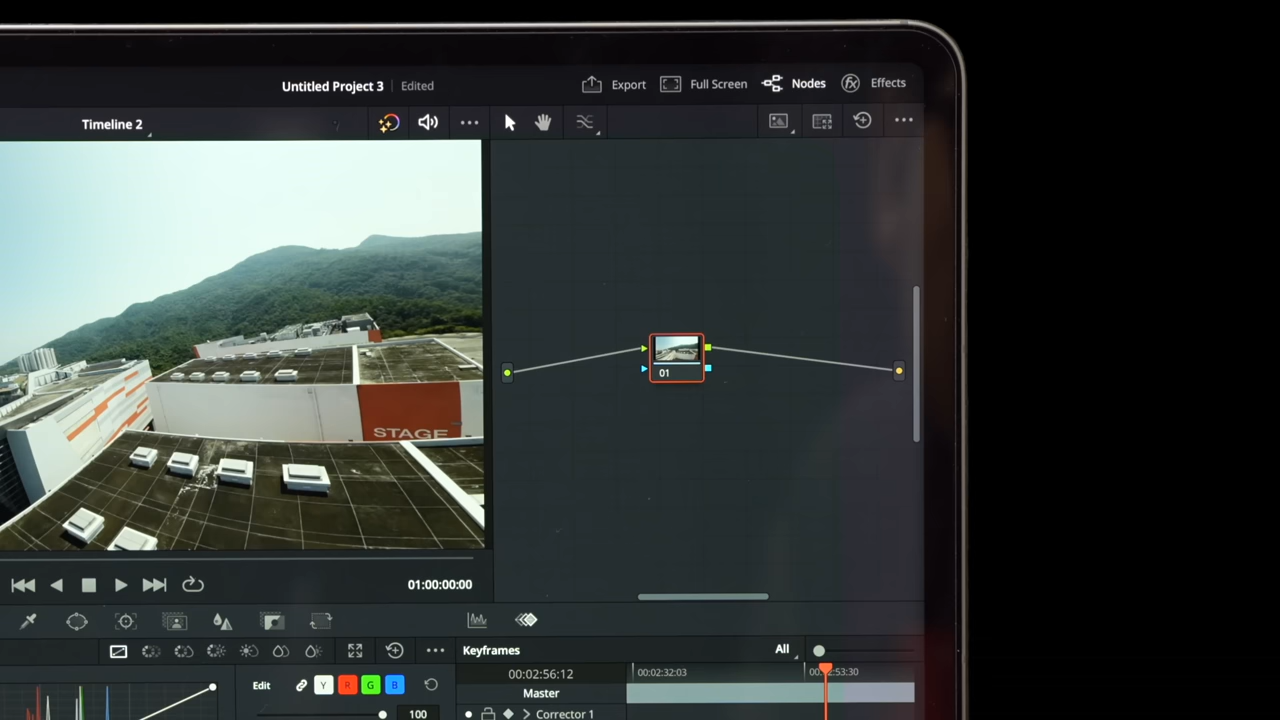 Untitled Project 3 Edited Export Full Screen Nodes Effects
Timeline 2
STAGE
01
01:00:00:00
Keyframes All
00:02:56:12 00:02:32:03
Edit Y R G B Master
100 Corrector 1